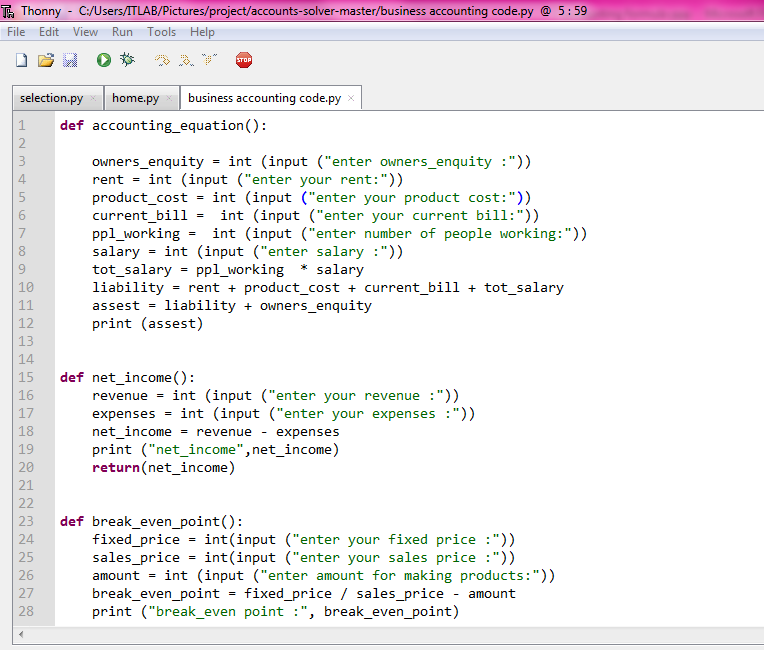 Thonny - C:/Users/ITLAB/Pictures/project/accounts-solver-master/business accounting code.py @ 5 : 59
File Edit View Run Tools Help
STOP
selection.py × home.py × business accounting code.py ×
1 def accounting_equation():
2
3 owners_enquity = int (input ("enter owners_enquity :"))
4 rent = int (input ("enter your rent:"))
5 product_cost = int (input ("enter your product cost:"))
6 current_bill =  int (input ("enter your current bill:"))
7 ppl_working =  int (input ("enter number of people working:"))
8 salary = int (input ("enter salary :"))
9 tot_salary = ppl_working  * salary
10 liability = rent + product_cost + current_bill + tot_salary
11 assest = liability + owners_enquity
12 print (assest)
13
14
15 def net_income():
16 revenue = int (input ("enter your revenue :"))
17 expenses = int (input ("enter your expenses :"))
18 net_income = revenue - expenses
19 print ("net_income",net_income)
20 return(net_income)
21
22
23 def break_even_point():
24 fixed_price = int(input ("enter your fixed price :"))
25 sales_price = int(input ("enter your sales price :"))
26 amount = int (input ("enter amount for making products:"))
27 break_even_point = fixed_price / sales_price - amount
28 print ("break_even point :", break_even_point)